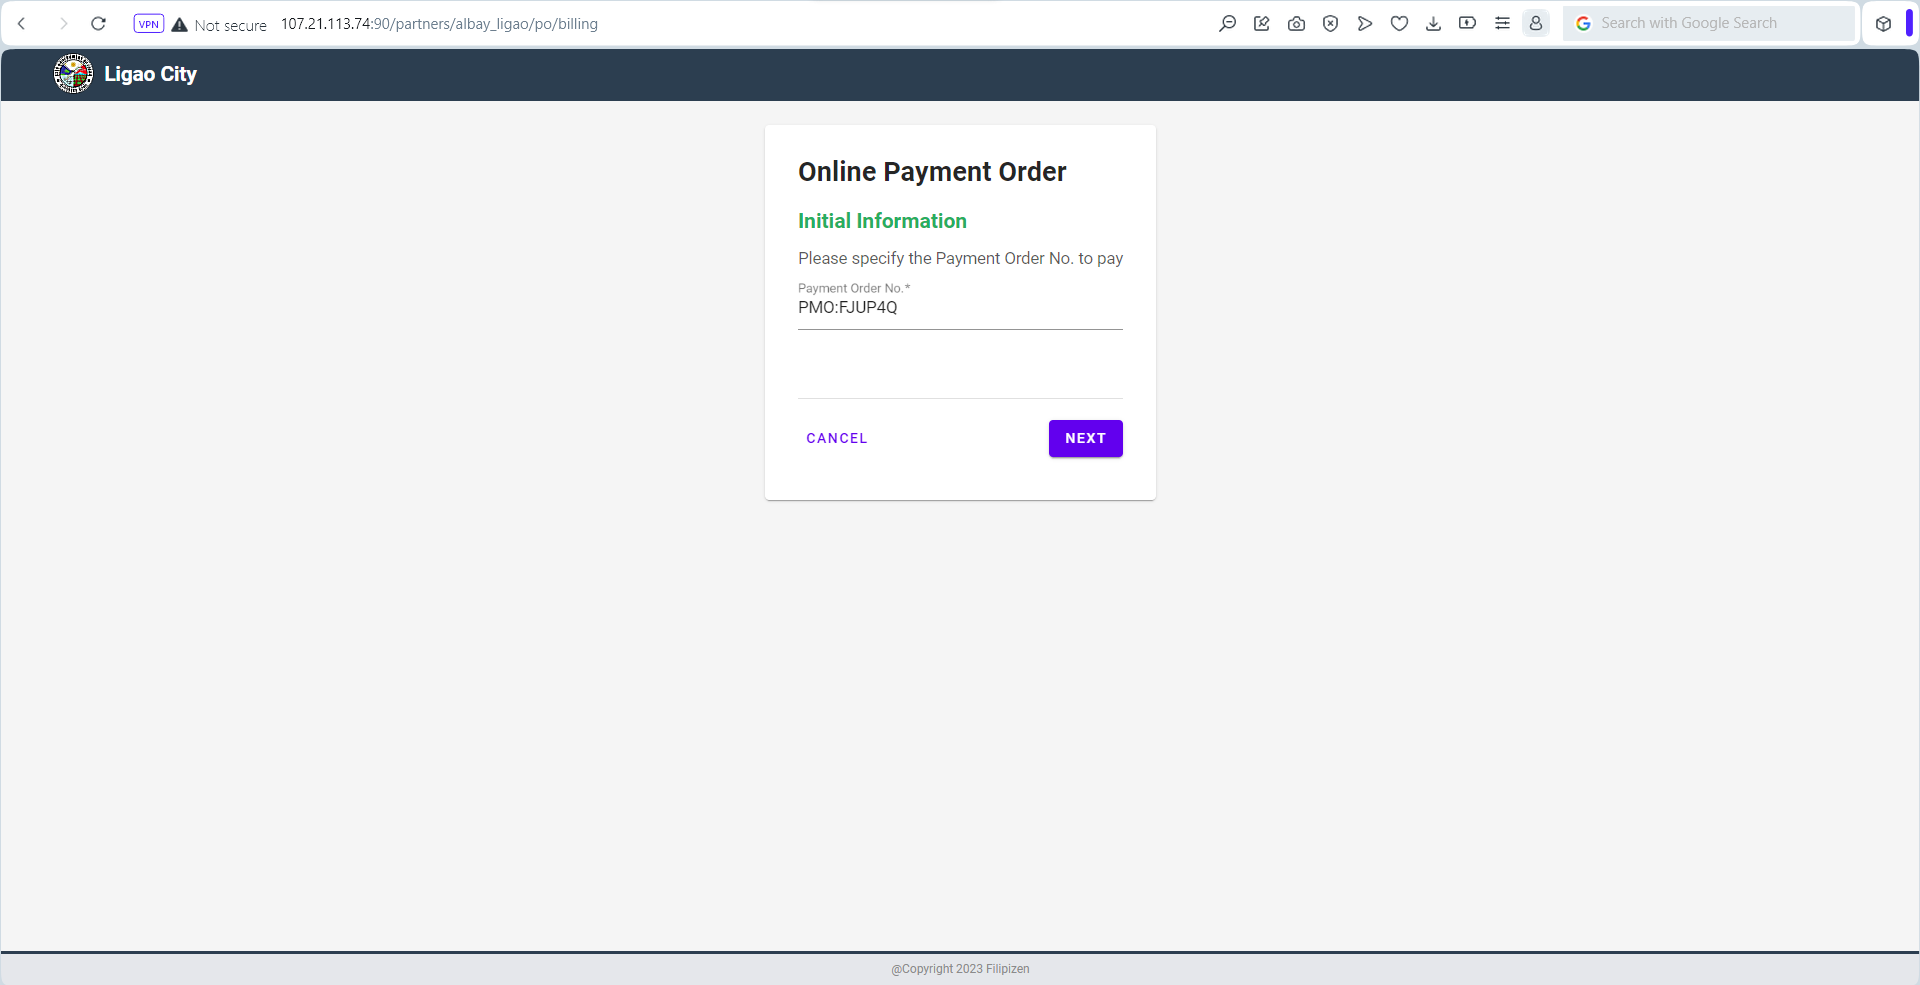 VPN
Not secure
107.21.113.74:90/partners/albay_ligao/po/billing
Search with Google Search
Ligao City
Online Payment Order
Initial Information
Please specify the Payment Order No. to pay
Payment Order No.*
PMO:FJUP4Q
CANCEL
NEXT
@Copyright 2023 Filipizen